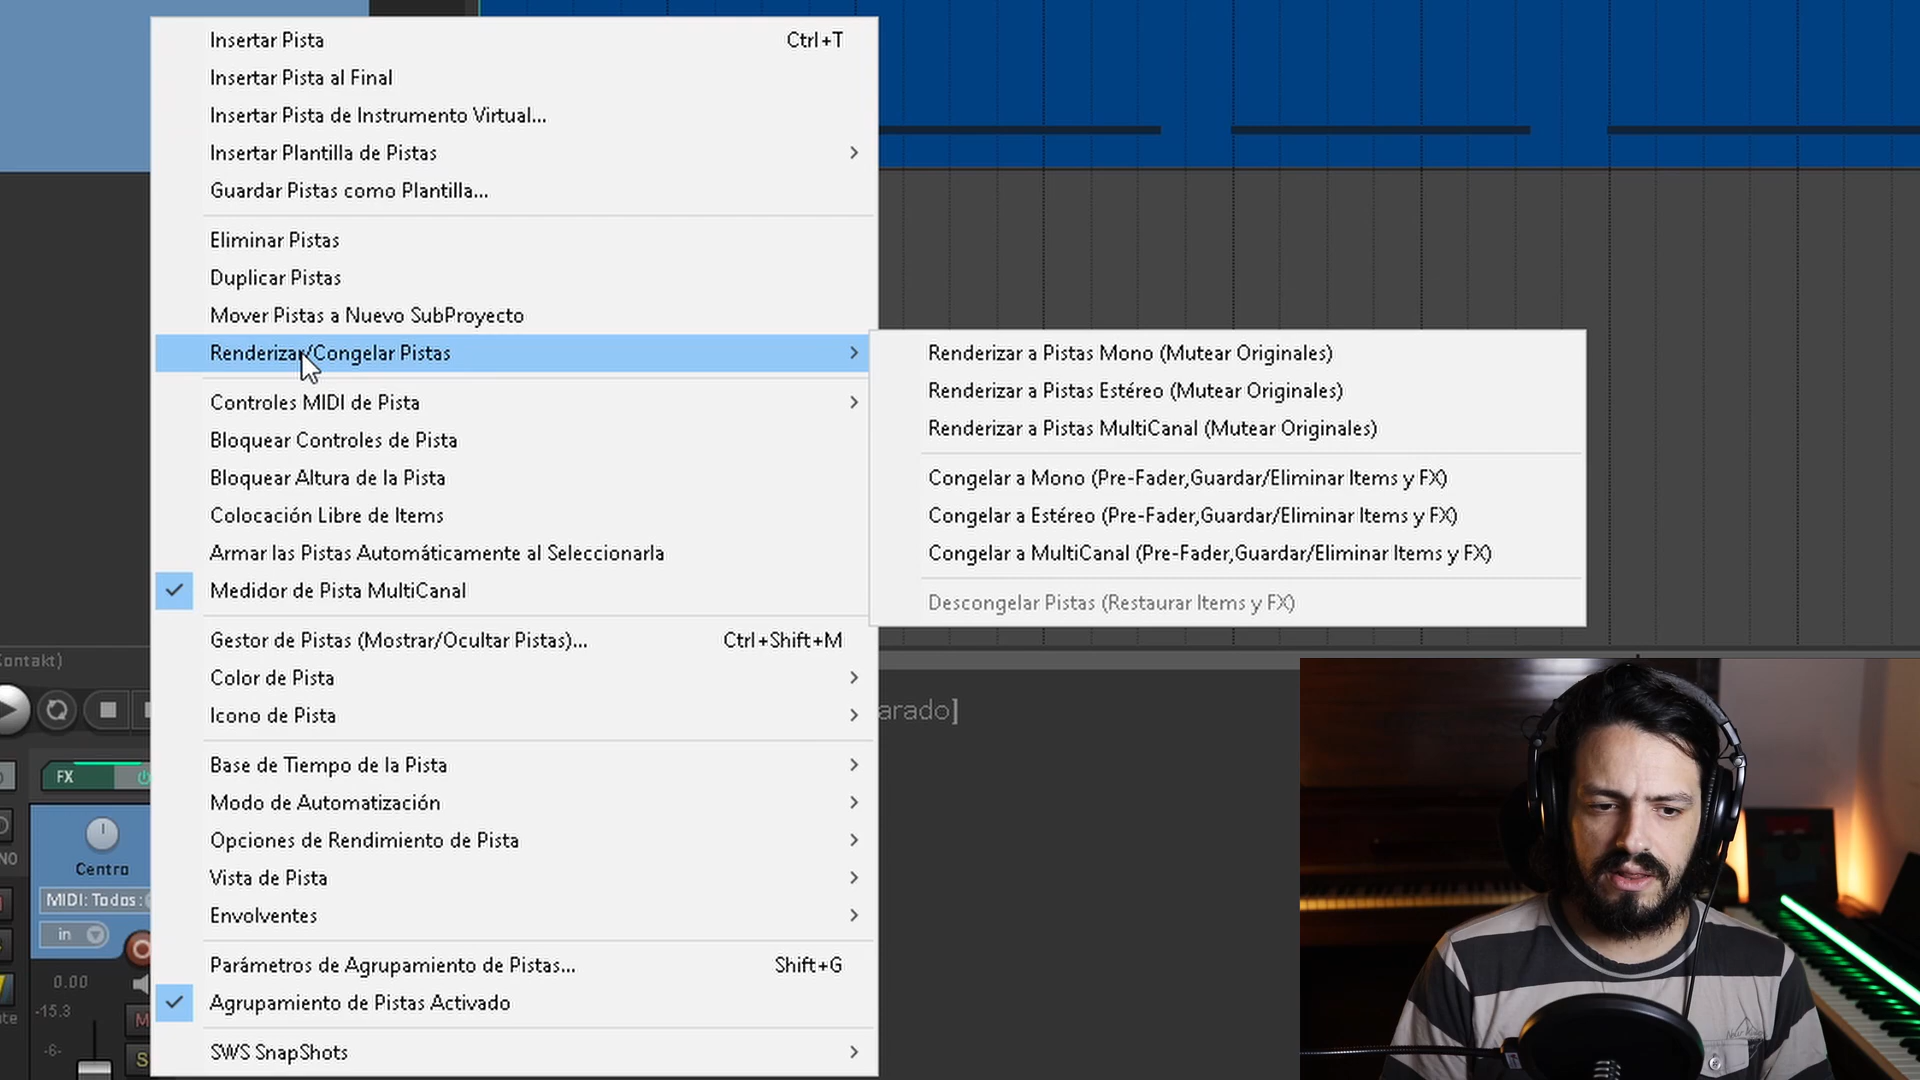 Insertar Pista Ctrl+T
Insertar Pista al Final
Insertar Pista de Instrumento Virtual...
Insertar Plantilla de Pistas
Guardar Pistas como Plantilla...
Eliminar Pistas
Duplicar Pistas
Mover Pistas a Nuevo SubProyecto
Renderizar/Congelar Pistas
Controles MIDI de Pista
Bloquear Controles de Pista
Bloquear Altura de la Pista
Colocación Libre de Items
Armar las Pistas Automáticamente al Seleccionarla
Medidor de Pista MultiCanal
Gestor de Pistas (Mostrar/Ocultar Pistas)... Ctrl+Shift+M
Color de Pista
Icono de Pista
Base de Tiempo de la Pista
Modo de Automatización
Opciones de Rendimiento de Pista
Vista de Pista
Envolventes
Parámetros de Agrupamiento de Pistas... Shift+G
Agrupamiento de Pistas Activado
SWS SnapShots
Renderizar a Pistas Mono (Mutear Originales)
Renderizar a Pistas Estéreo (Mutear Originales)
Renderizar a Pistas MultiCanal (Mutear Originales)
Congelar a Mono (Pre-Fader,Guardar/Eliminar Items y FX)
Congelar a Estéreo (Pre-Fader,Guardar/Eliminar Items y FX)
Congelar a MultiCanal (Pre-Fader,Guardar/Eliminar Items y FX)
Descongelar Pistas (Restaurar Items y FX)
ontakt)
arado]
FX
Centro
MIDI: Todos:
in
0.00
-15.3
-6-
M
S